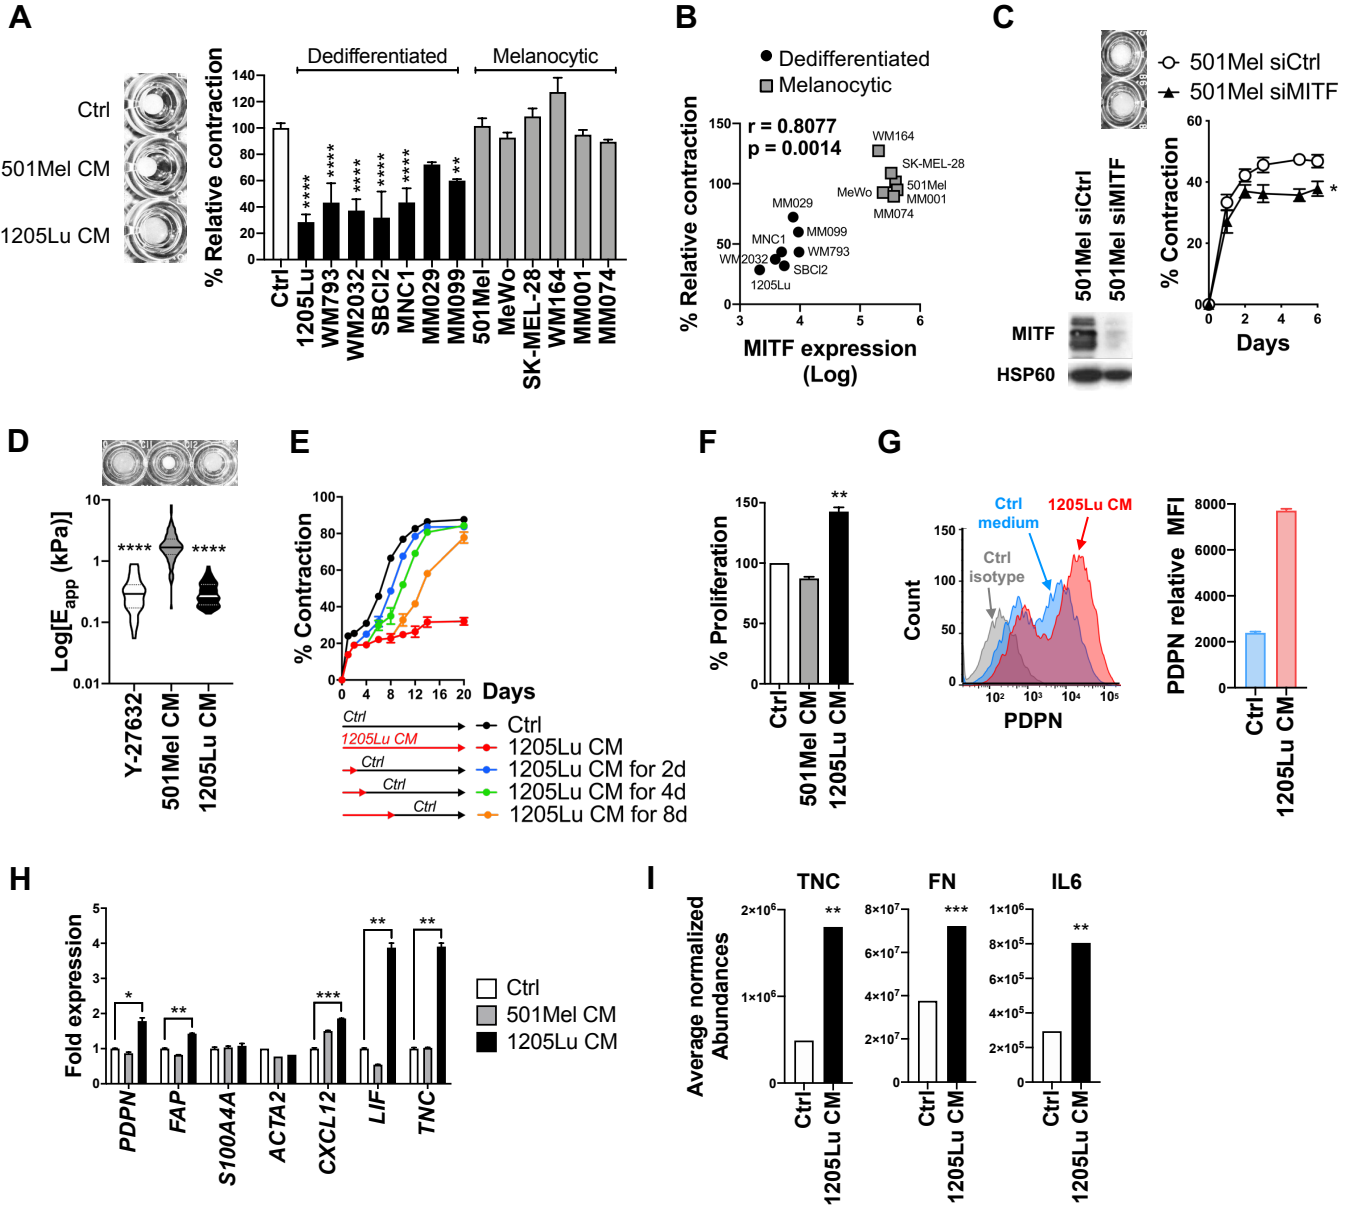 A
Dedifferentiated
Melanocytic
Ctrl
501Mel CM
1205Lu CM
% Relative contraction
140
120
100
80
60
40
20
0
****
****
****
****
****
**
Ctrl
1205Lu
WM793
WM2032
SBCl2
MNC1
MM029
MM099
501Mel
MeWo
SK-MEL-28
WM164
MM001
MM074
B
Dedifferentiated
Melanocytic
r = 0.8077
p = 0.0014
% Relative contraction
150
100
50
0
3
4
5
6
WM164
SK-MEL-28
MeWo
501Mel
MM001
MM074
MM029
MM099
MNC1
WM793
WM2032
SBCl2
1205Lu
MITF expression
(Log)
C
501Mel siCtrl
501Mel siMITF
501Mel siCtrl
501Mel siMITF
MITF
HSP60
% Contraction
60
40
20
0
*
0
2
4
6
Days
D
Log[Eapp (kPa)]
10
1
0.1
0.01
****
****
Y-27632
501Mel CM
1205Lu CM
E
% Contraction
100
80
60
40
20
0
0
4
8
12
16
20
Days
Ctrl
Ctrl
1205Lu CM
1205Lu CM
Ctrl
1205Lu CM for 2d
Ctrl
1205Lu CM for 4d
Ctrl
1205Lu CM for 8d
F
% Proliferation
150
100
50
0
**
Ctrl
501Mel CM
1205Lu CM
G
Ctrl
medium
1205Lu CM
Ctrl
isotype
Count
150
100
50
0
10²
10³
10⁴
10⁵
PDPN
PDPN relative MFI
8000
6000
4000
2000
0
Ctrl
1205Lu CM
H
Fold expression
5
4
3
2
1
0
*
**
***
**
**
PDPN
FAP
S100A4A
ACTA2
CXCL12
LIF
TNC
Ctrl
501Mel CM
1205Lu CM
I
Average normalized
Abundances
TNC
2×10⁶
1×10⁶
0
**
Ctrl
1205Lu CM
FN
8×10⁷
6×10⁷
4×10⁷
2×10⁷
0
***
Ctrl
1205Lu CM
IL6
1×10⁶
8×10⁵
6×10⁵
4×10⁵
2×10⁵
0
**
Ctrl
1205Lu CM